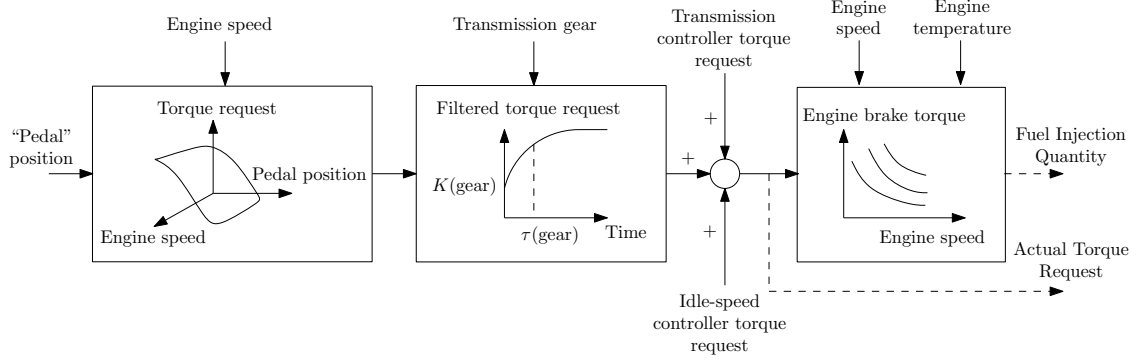 Engine speed
Transmission gear
Transmission
controller torque
request
Engine
speed
Engine
temperature
“Pedal”
position
Torque request
Pedal position
Engine speed
Filtered torque request
K(gear)
τ(gear)
Time
+
+
+
Idle-speed
controller torque
request
Engine brake torque
Engine speed
Fuel Injection
Quantity
Actual Torque
Request